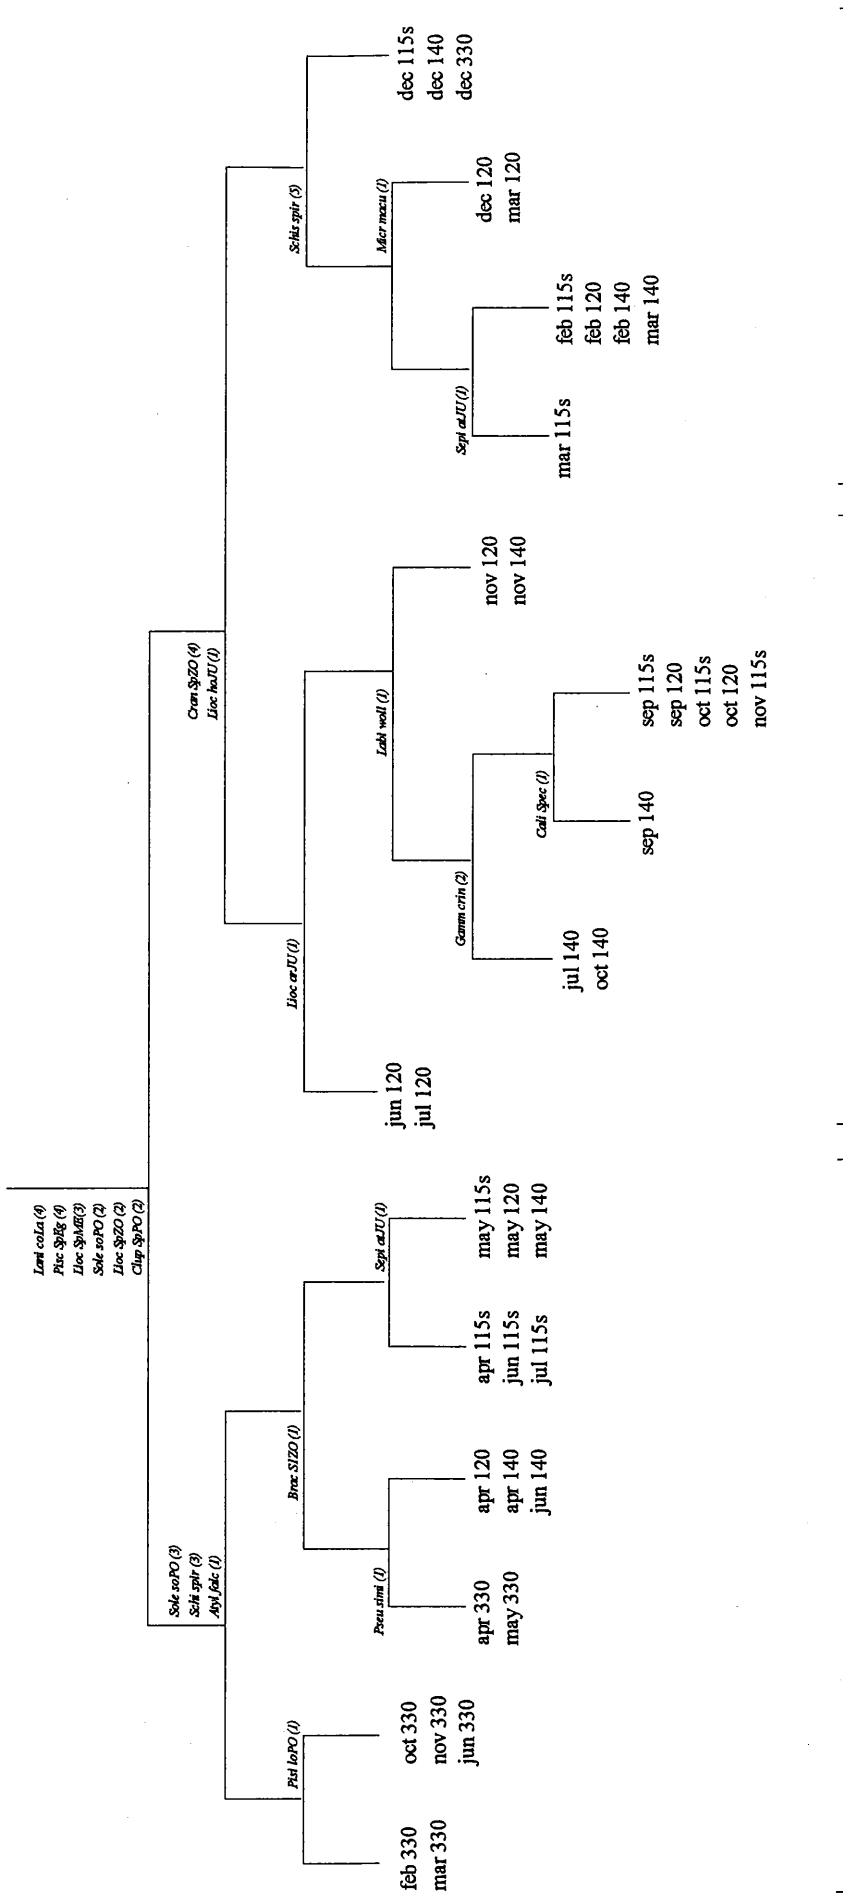 Lani coLa (4)
Pisc SpEg (4)
Lioc SpME(3)
Sole soPO (2)
Lioc SpZO (2)
Clup SpPO (2)
Sole soPO (3)
Schi spir (3)
Atyl falc (1)
Cran SpZO (4)
Lioc hoJU (1)
Pisi loPO (1)
Brac SIZO (1)
Lioc arJU (1)
Schis spir (5)
Pseu simi (1)
Sepi atJU (1)
Labi woll (1)
Micr macu (1)
Gamm crin (2)
Sepi atJU (1)
Cali Spec (1)
feb 330
mar 330
oct 330
nov 330
jun 330
apr 330
may 330
apr 120
apr 140
jun 140
apr 115s
jun 115s
jul 115s
may 115s
may 120
may 140
jun 120
jul 120
jul 140
oct 140
sep 140
sep 115s
sep 120
oct 115s
oct 120
nov 115s
nov 120
nov 140
mar 115s
feb 115s
feb 120
feb 140
mar 140
dec 120
mar 120
dec 115s
dec 140
dec 330